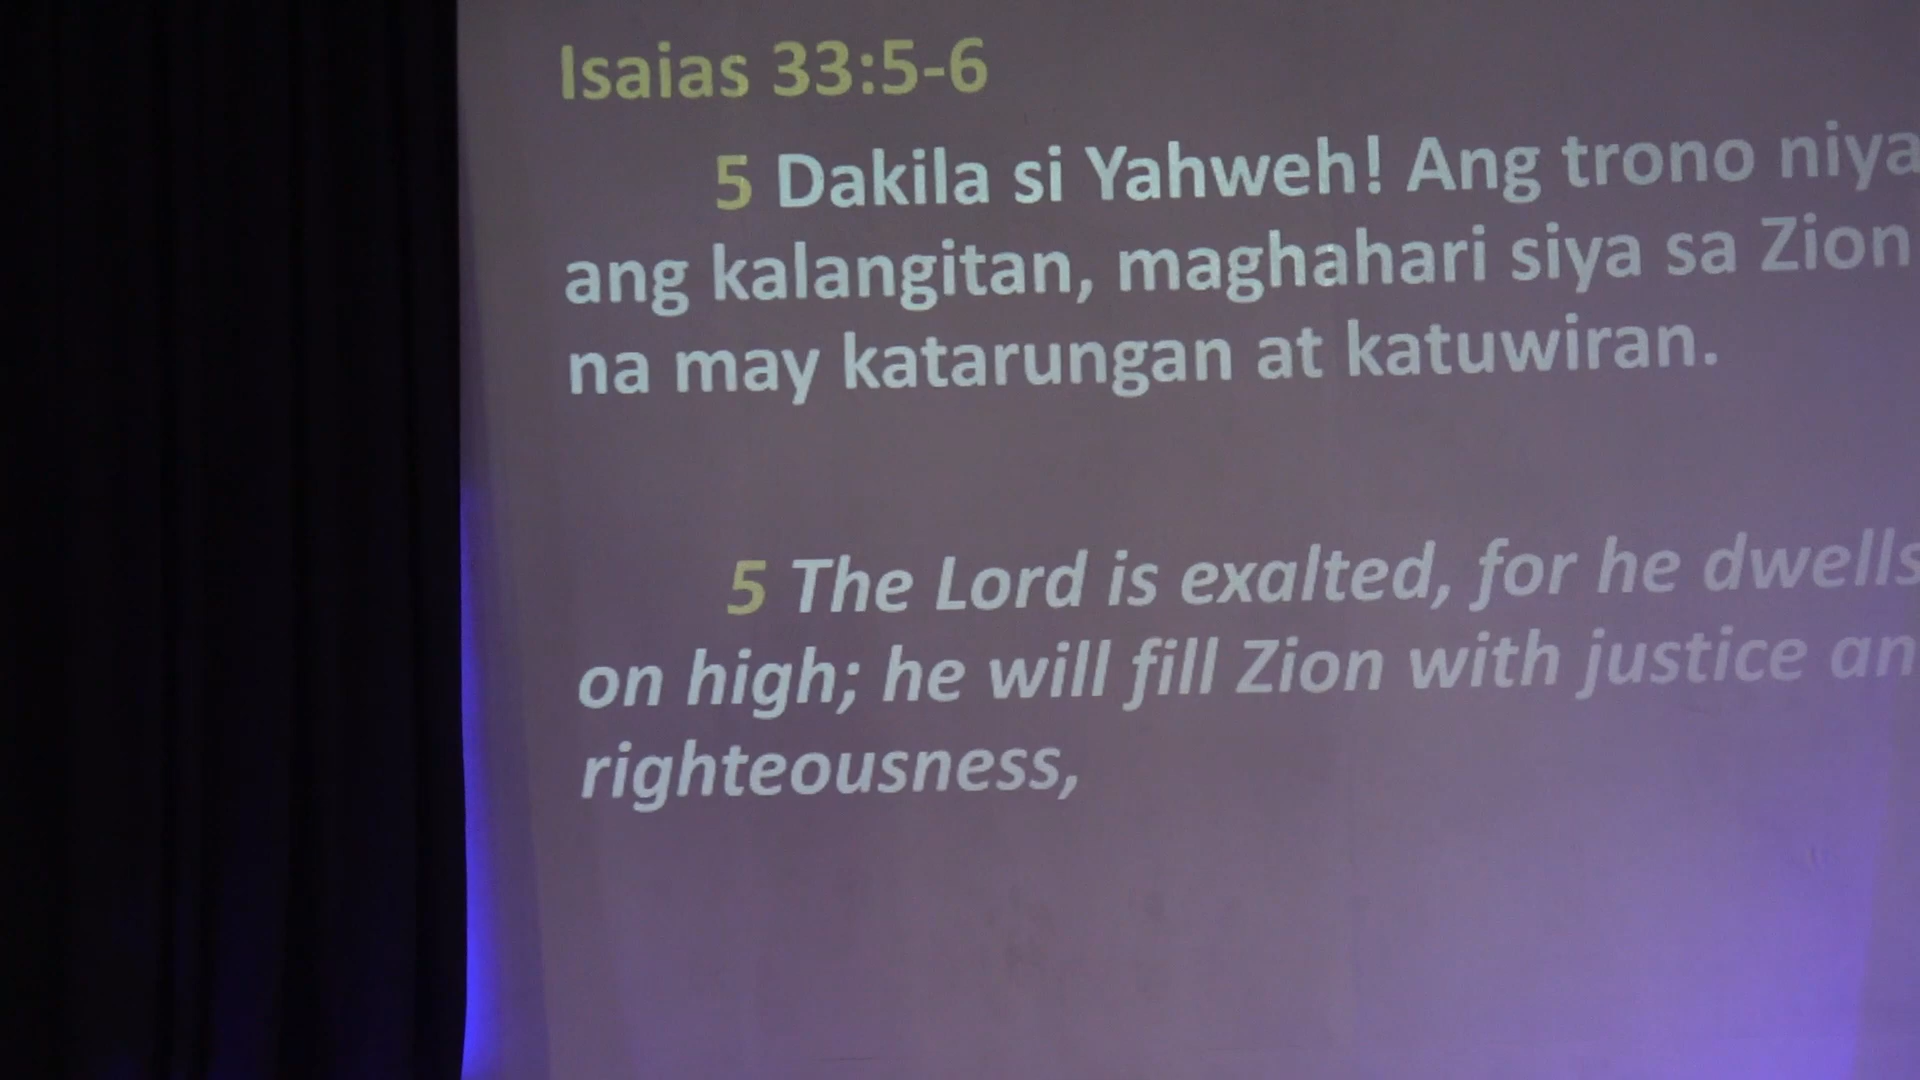 Isaias 33:5-6
5 Dakila si Yahweh! Ang trono niya
ang kalangitan, maghahari siya sa Zion
na may katarungan at katuwiran.
5 The Lord is exalted, for he dwells
on high; he will fill Zion with justice an
righteousness,